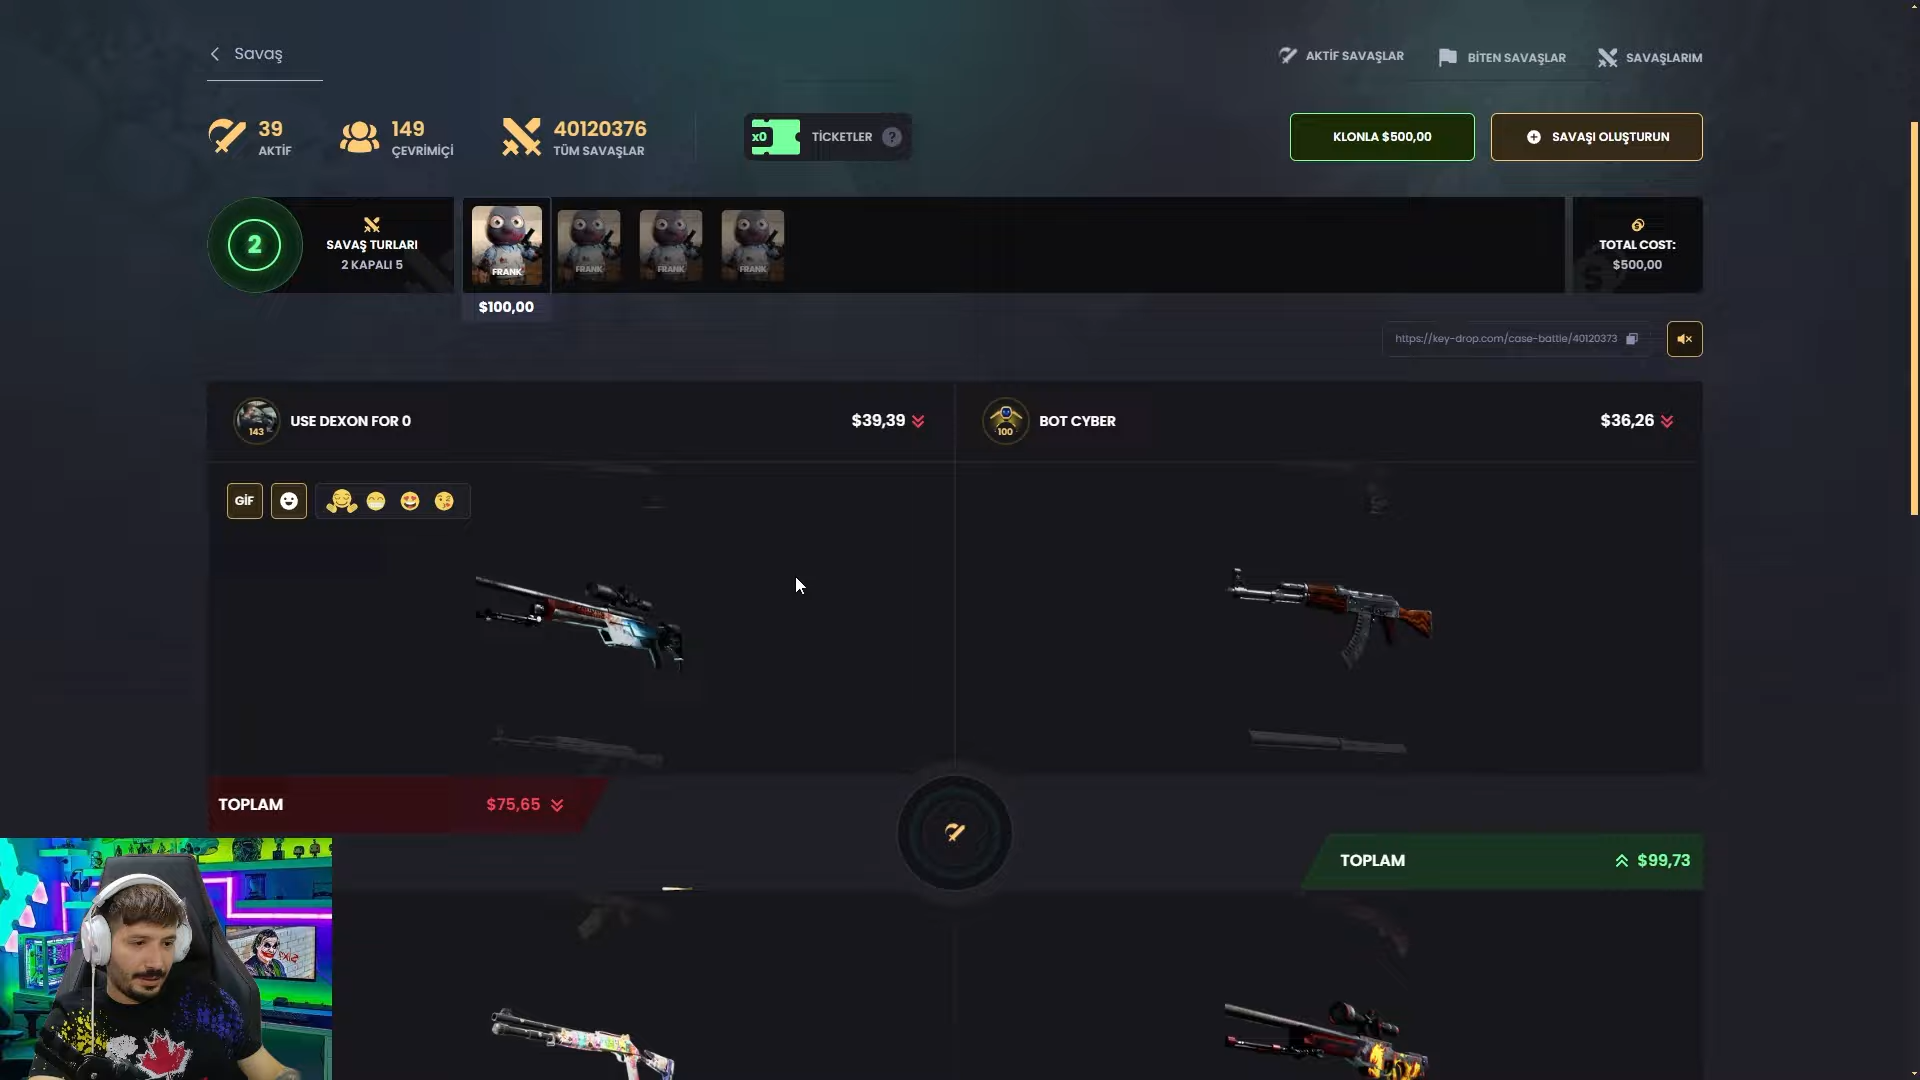 Savaş
AKTİF SAVAŞLAR
BİTEN SAVAŞLAR
SAVAŞLARIM
39
AKTİF
149
ÇEVRİMİÇİ
40120376
TÜM SAVAŞLAR
x0
TİCKETLER ?
KLONLA $500,00
SAVAŞI OLUŞTURUN
2
SAVAŞ TURLARI
2 KAPALI 5
FRANK
FRANK
FRANK
FRANK
$100,00
TOTAL COST:
$500,00
https://key-drop.com/case-battle/40120373
143
USE DEXON FOR 0
$39,39
100
BOT CYBER
$36,26
GİF
TOPLAM
$75,65
TOPLAM
$99,73